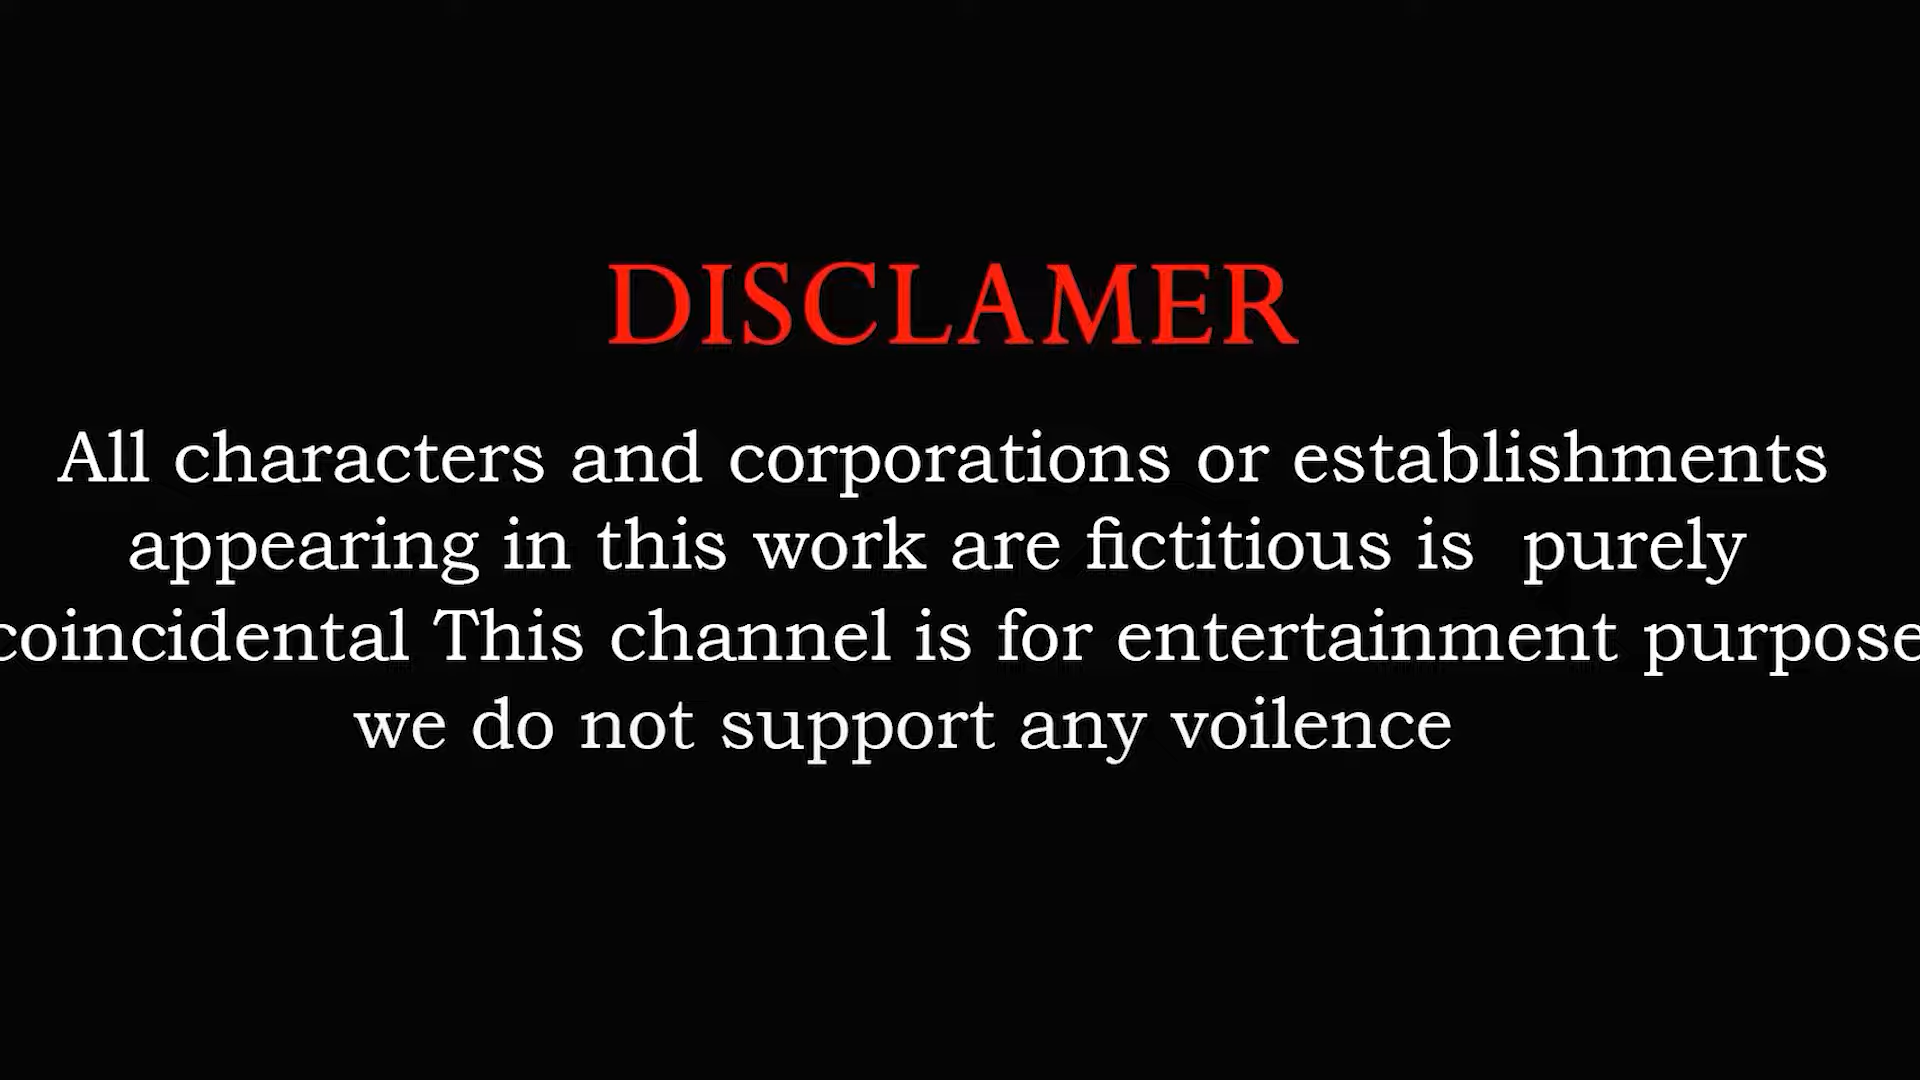 DISCLAMER
All characters and corporations or establishments
appearing in this work are fictitious is  purely
coincidental This channel is for entertainment purpose
we do not support any voilence